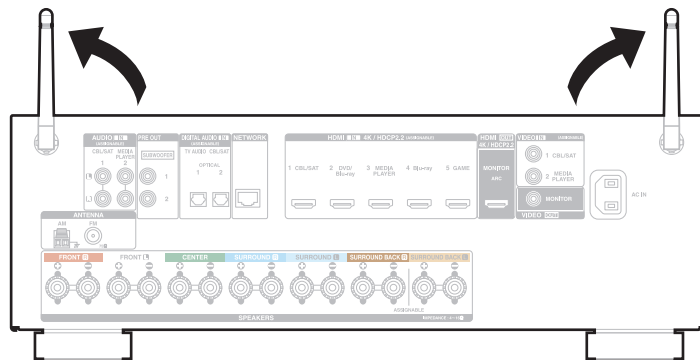 AUDIO IN (ASSIGNABLE)
CBL/SAT MEDIA PLAYER
1 2
R
L
PRE OUT
SUBWOOFER
1
2
DIGITAL AUDIO IN (ASSIGNABLE)
TV AUDIO CBL/SAT
OPTICAL
1 2
NETWORK
HDMI IN 4K / HDCP2.2 (ASSIGNABLE)
1 CBL/SAT
2 DVD/Blu-ray
3 MEDIA PLAYER
4 Blu-ray
5 GAME
HDMI OUT
4K / HDCP2.2
MONITOR
ARC
VIDEO IN (ASSIGNABLE)
1 CBL/SAT
2 MEDIA PLAYER
MONITOR
VIDEO OUT
AC IN
ANTENNA
AM FM
FRONT R
FRONT L
CENTER
SURROUND R
SURROUND L
SURROUND BACK R
SURROUND BACK L
ASSIGNABLE
SPEAKERS